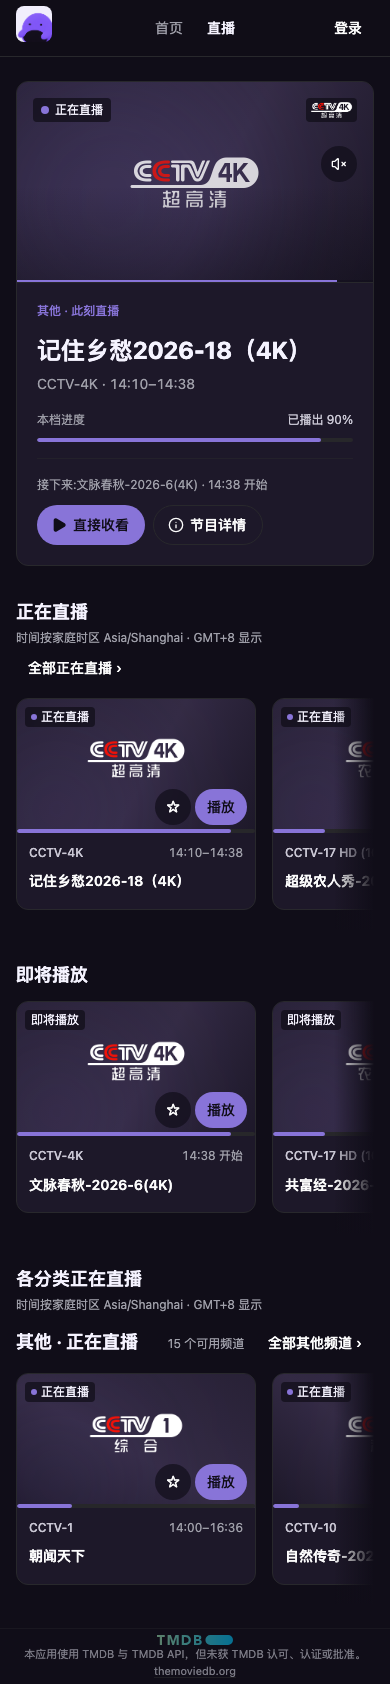 首页 直播 登录
正在直播
CCTV 4K 超高清
CCTV 4K
超高清
其他 · 此刻直播
记住乡愁2026-18（4K）
CCTV-4K · 14:10–14:38
本档进度 已播出 90%
接下来:文脉春秋-2026-6(4K) · 14:38 开始
直接收看 节目详情
正在直播
时间按家庭时区 Asia/Shanghai · GMT+8 显示
全部正在直播 ›
正在直播 正在直播
CCTV 4K
超高清
播放
CCTV-4K 14:10–14:38 CCTV-17 HD
记住乡愁2026-18（4K） 超级农人秀
即将播放
即将播放 即将播放
CCTV 4K
超高清
播放
CCTV-4K 14:38 开始 CCTV-17 HD
文脉春秋-2026-6(4K) 共富经-2026-
各分类正在直播
时间按家庭时区 Asia/Shanghai · GMT+8 显示
其他 · 正在直播 15 个可用频道 全部其他频道 ›
正在直播 正在直播
CCTV 1
综 合
播放
CCTV-1 14:00–16:36 CCTV-10
朝闻天下 自然传奇
TMDB
本应用使用 TMDB 与 TMDB API，但未获 TMDB 认可、认证或批准。
themoviedb.org